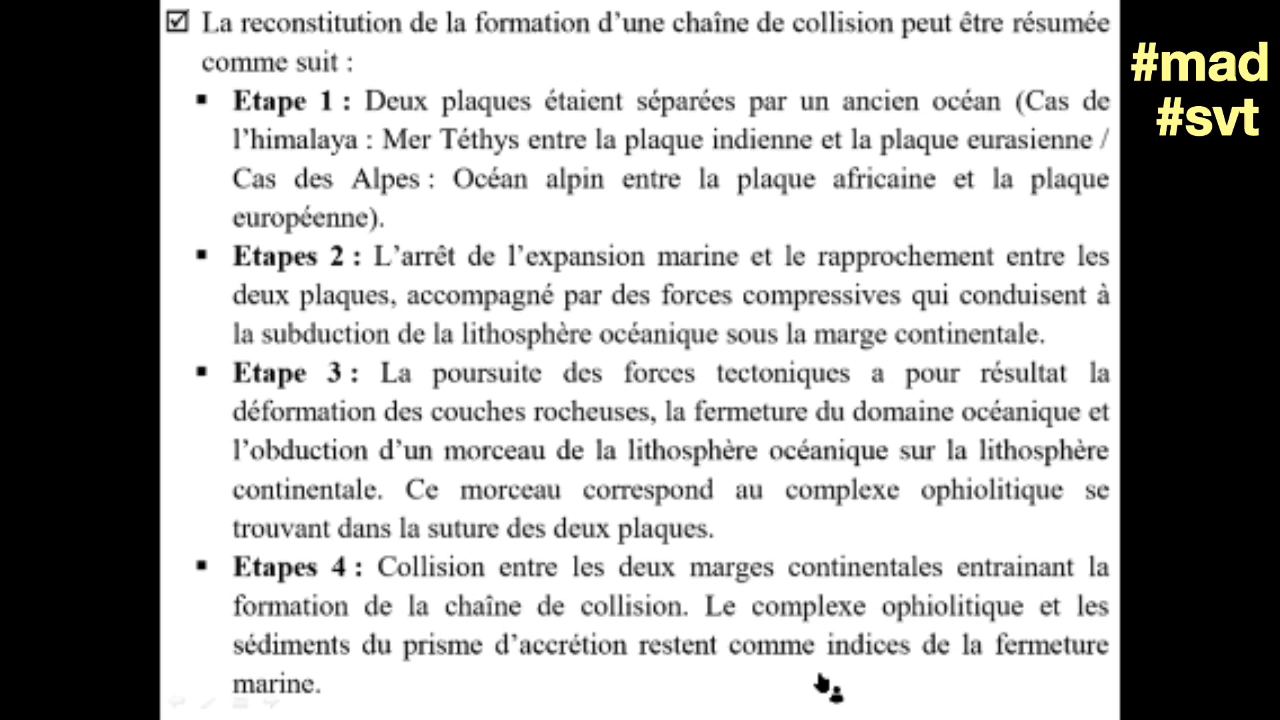 ☑ La reconstitution de la formation d’une chaîne de collision peut être résumée
comme suit :
▪ Etape 1 : Deux plaques étaient séparées par un ancien océan (Cas de
l’himalaya : Mer Téthys entre la plaque indienne et la plaque eurasienne /
Cas des Alpes : Océan alpin entre la plaque africaine et la plaque
européenne).
▪ Etapes 2 : L’arrêt de l’expansion marine et le rapprochement entre les
deux plaques, accompagné par des forces compressives qui conduisent à
la subduction de la lithosphère océanique sous la marge continentale.
▪ Etape 3 : La poursuite des forces tectoniques a pour résultat la
déformation des couches rocheuses, la fermeture du domaine océanique et
l’obduction d’un morceau de la lithosphère océanique sur la lithosphère
continentale. Ce morceau correspond au complexe ophiolitique se
trouvant dans la suture des deux plaques.
▪ Etapes 4 : Collision entre les deux marges continentales entrainant la
formation de la chaîne de collision. Le complexe ophiolitique et les
sédiments du prisme d’accrétion restent comme indices de la fermeture
marine.
#mad
#svt